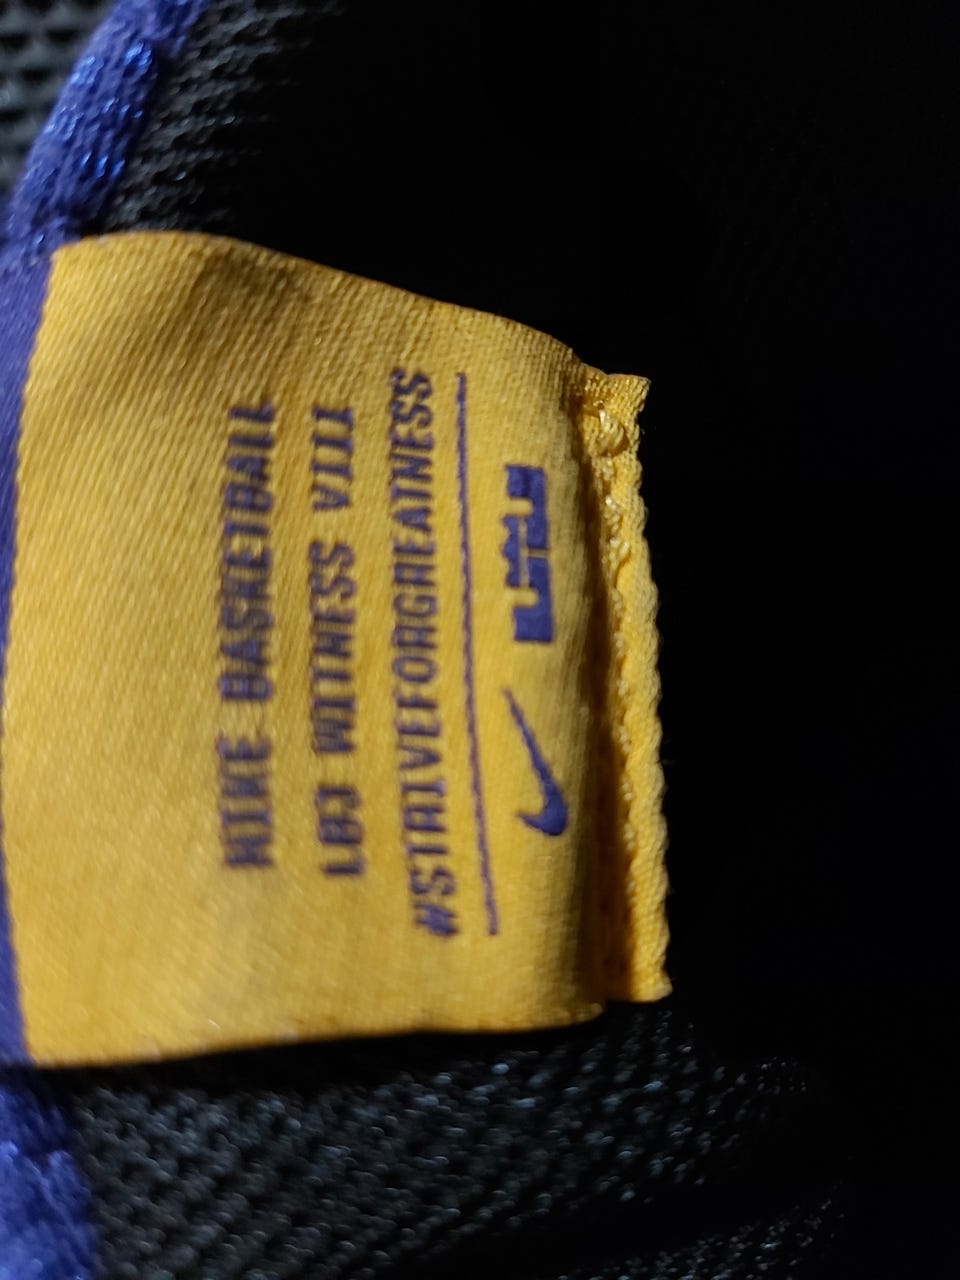 NIKE BASKETBALL
LBJ WITNESS VIII
#STRIVEFORGREATNESS